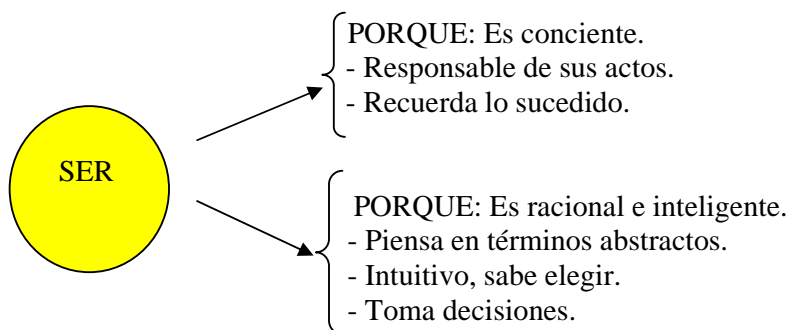 PORQUE: Es conciente.
- Responsable de sus actos.
- Recuerda lo sucedido.
SER
PORQUE: Es racional e inteligente.
- Piensa en términos abstractos.
- Intuitivo, sabe elegir.
- Toma decisiones.